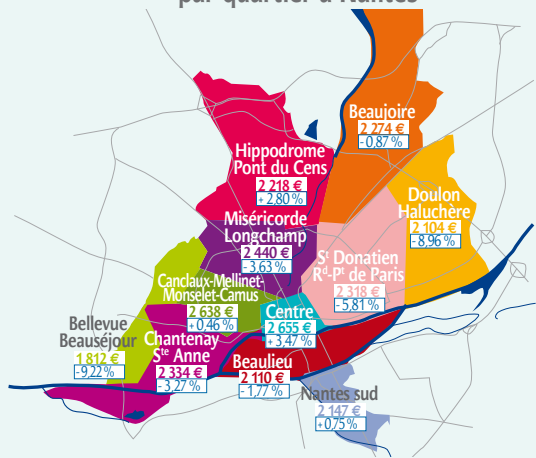 par quartier à Nantes
Beaujoire
2 274 €
- 0,87 %
Hippodrome
Pont du Cens
2 218 €
+ 2,80 %
Doulon
Haluchère
2 104 €
- 8,96 %
Miséricorde
Longchamp
2 440 €
- 3,63 %
St Donatien
Rd-Pt de Paris
2 318 €
- 5,81 %
Canclaux-Mellinet-
Monselet-Camus
2 638 €
+ 0,46 %
Centre
2 655 €
+ 3,47 %
Bellevue
Beauséjour
1 812 €
- 9,22 %
Chantenay
Ste Anne
2 334 €
- 3,27 %
Beaulieu
2 110 €
- 1,77 %
Nantes sud
2 147 €
+ 0,75 %